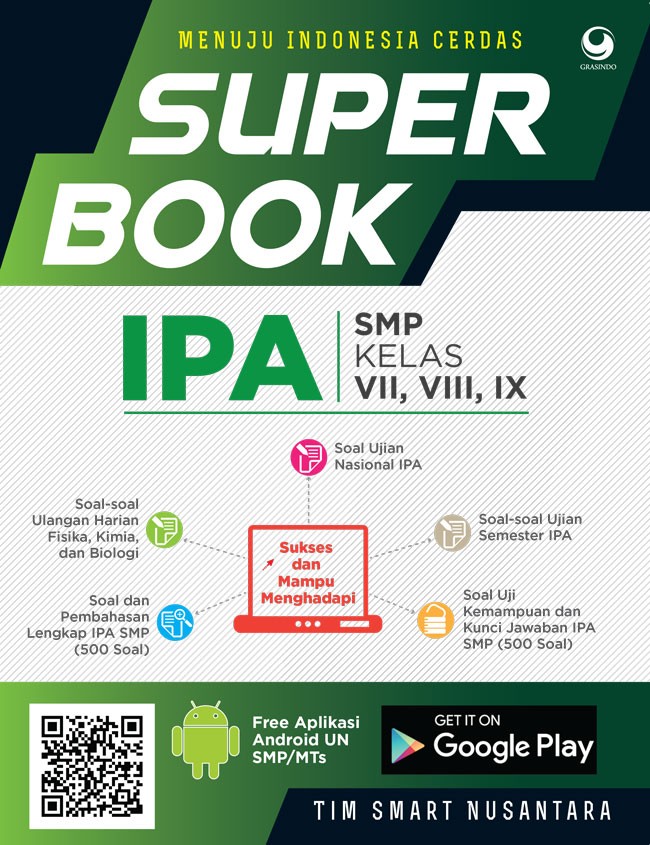 MENUJU INDONESIA CERDAS
GRASINDO
SUPER
BOOK
IPA
SMP
KELAS
VII, VIII, IX
Soal Ujian
Nasional IPA
Soal-soal
Ulangan Harian
Fisika, Kimia,
dan Biologi
Soal-soal Ujian
Semester IPA
Sukses
dan
Mampu
Menghadapi
Soal dan
Pembahasan
Lengkap IPA SMP
(500 Soal)
Soal Uji
Kemampuan dan
Kunci Jawaban IPA
SMP (500 Soal)
Free Aplikasi
Android UN
SMP/MTs
GET IT ON
Google Play
TIM SMART NUSANTARA